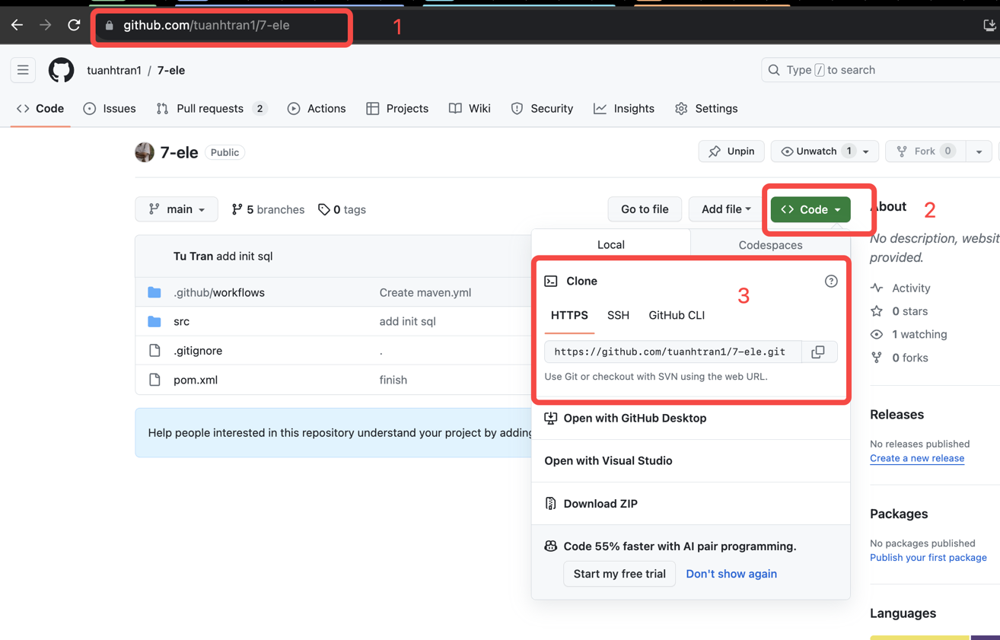 github.com/tuanhtran1/7-ele
1
tuanhtran1 / 7-ele
Type / to search
Code Issues Pull requests 2 Actions Projects Wiki Security Insights Settings
7-ele Public
Unpin Unwatch 1 Fork 0
main 5 branches 0 tags
Go to file Add file Code
2
Tu Tran add init sql
.github/workflows Create maven.yml
src add init sql
.gitignore .
pom.xml finish
Help people interested in this repository understand your project by adding
Local Codespaces
Clone
3
HTTPS SSH GitHub CLI
https://github.com/tuanhtran1/7-ele.git
Use Git or checkout with SVN using the web URL.
Open with GitHub Desktop
Open with Visual Studio
Download ZIP
Code 55% faster with AI pair programming.
Start my free trial Don't show again
About
No description, websit
provided.
Activity
0 stars
1 watching
0 forks
Releases
No releases published
Create a new release
Packages
No packages published
Publish your first package
Languages